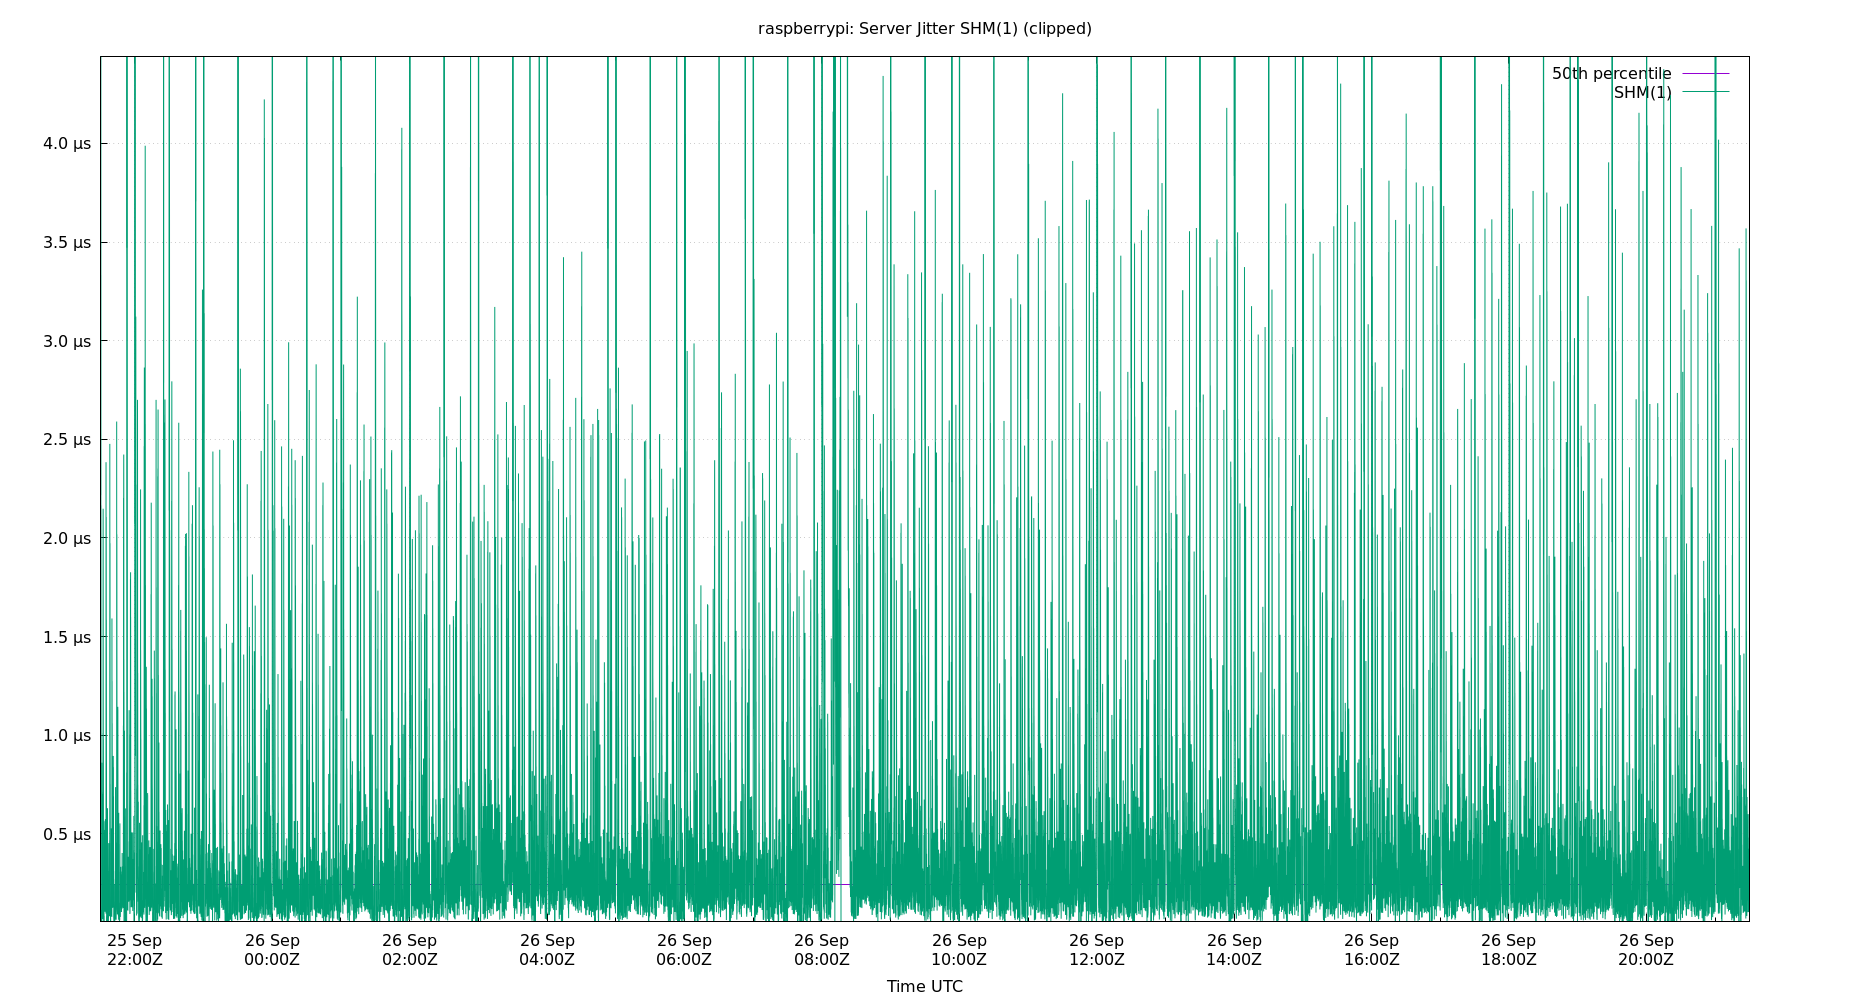 raspberrypi: Server Jitter SHM(1) (clipped)
50th percentile
SHM(1)
4.0 µs
3.5 µs
3.0 µs
2.5 µs
2.0 µs
1.5 µs
1.0 µs
0.5 µs
25 Sep 26 Sep 26 Sep 26 Sep 26 Sep 26 Sep 26 Sep 26 Sep 26 Sep 26 Sep 26 Sep 26 Sep
22:00Z 00:00Z 02:00Z 04:00Z 06:00Z 08:00Z 10:00Z 12:00Z 14:00Z 16:00Z 18:00Z 20:00Z
Time UTC